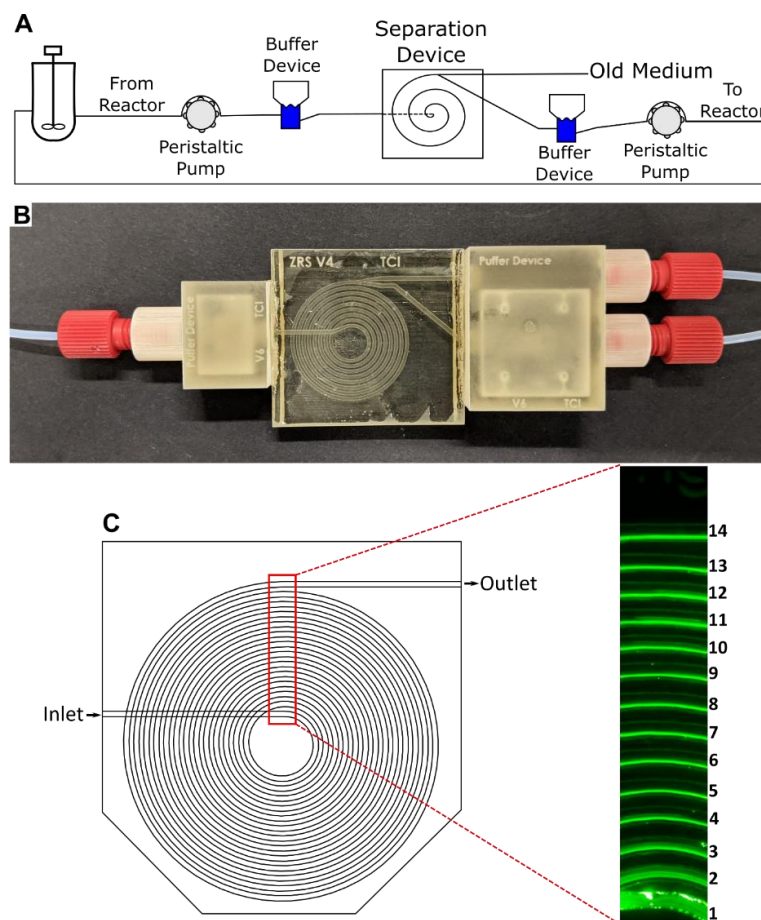 A
From
Reactor
Peristaltic
Pump
Buffer
Device
Separation
Device
Old Medium
Buffer
Device
Peristaltic
Pump
To
Reactor
B
Puffer Device
TCI
V6
ZRS V4 TCI
Puffer Device
V6 TCI
C
Inlet
Outlet
14
13
12
11
10
9
8
7
6
5
4
3
2
1